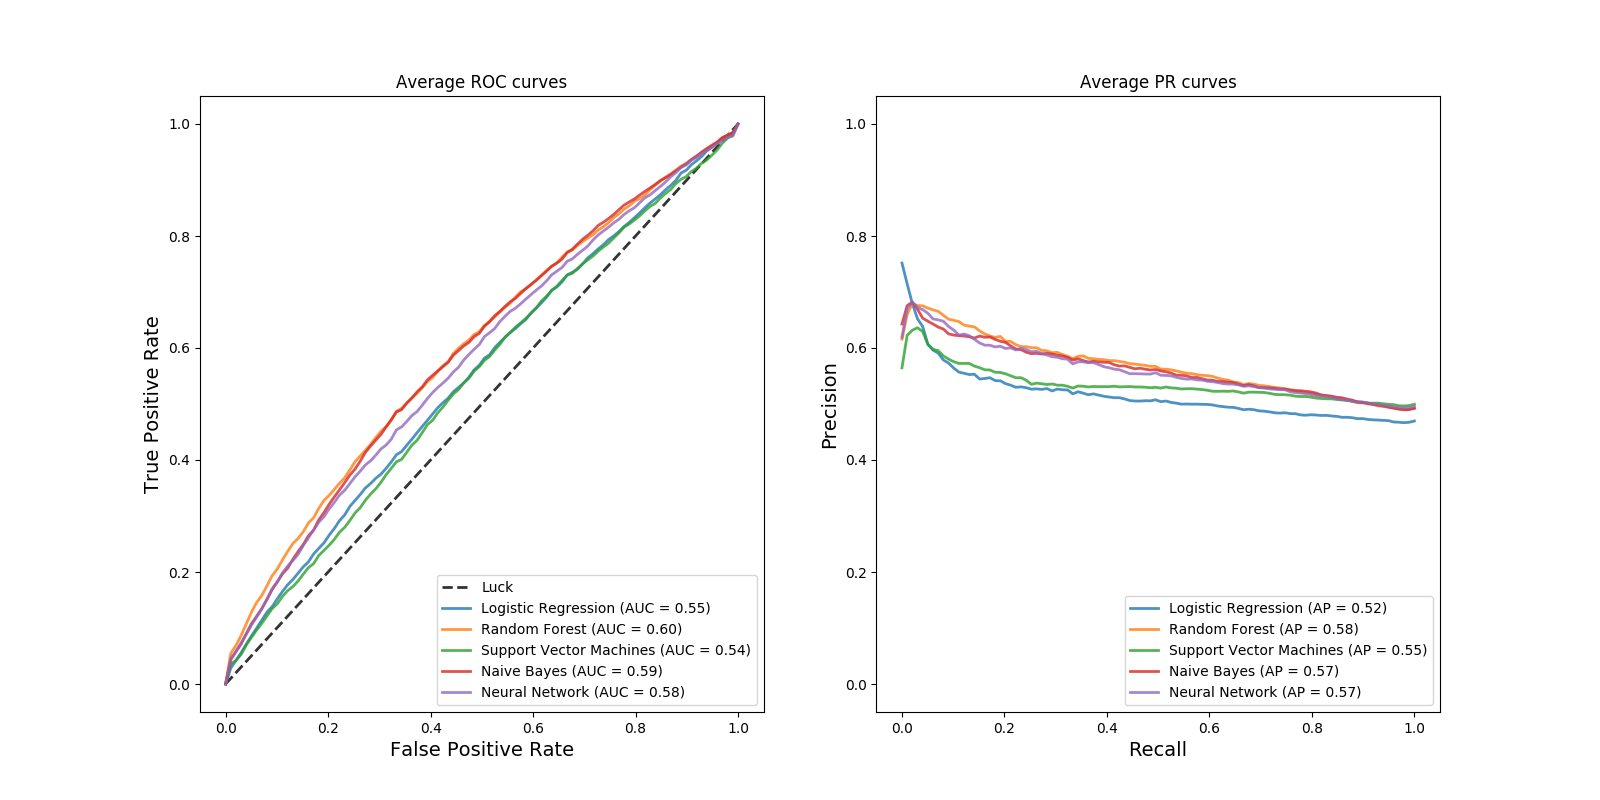 Average ROC curves
1.0
0.8
0.6
0.4
0.2
0.0
True Positive Rate
0.0 0.2 0.4 0.6 0.8 1.0
False Positive Rate
Luck
Logistic Regression (AUC = 0.55)
Random Forest (AUC = 0.60)
Support Vector Machines (AUC = 0.54)
Naive Bayes (AUC = 0.59)
Neural Network (AUC = 0.58)
Average PR curves
1.0
0.8
0.6
0.4
0.2
0.0
Precision
0.0 0.2 0.4 0.6 0.8 1.0
Recall
Logistic Regression (AP = 0.52)
Random Forest (AP = 0.58)
Support Vector Machines (AP = 0.55)
Naive Bayes (AP = 0.57)
Neural Network (AP = 0.57)